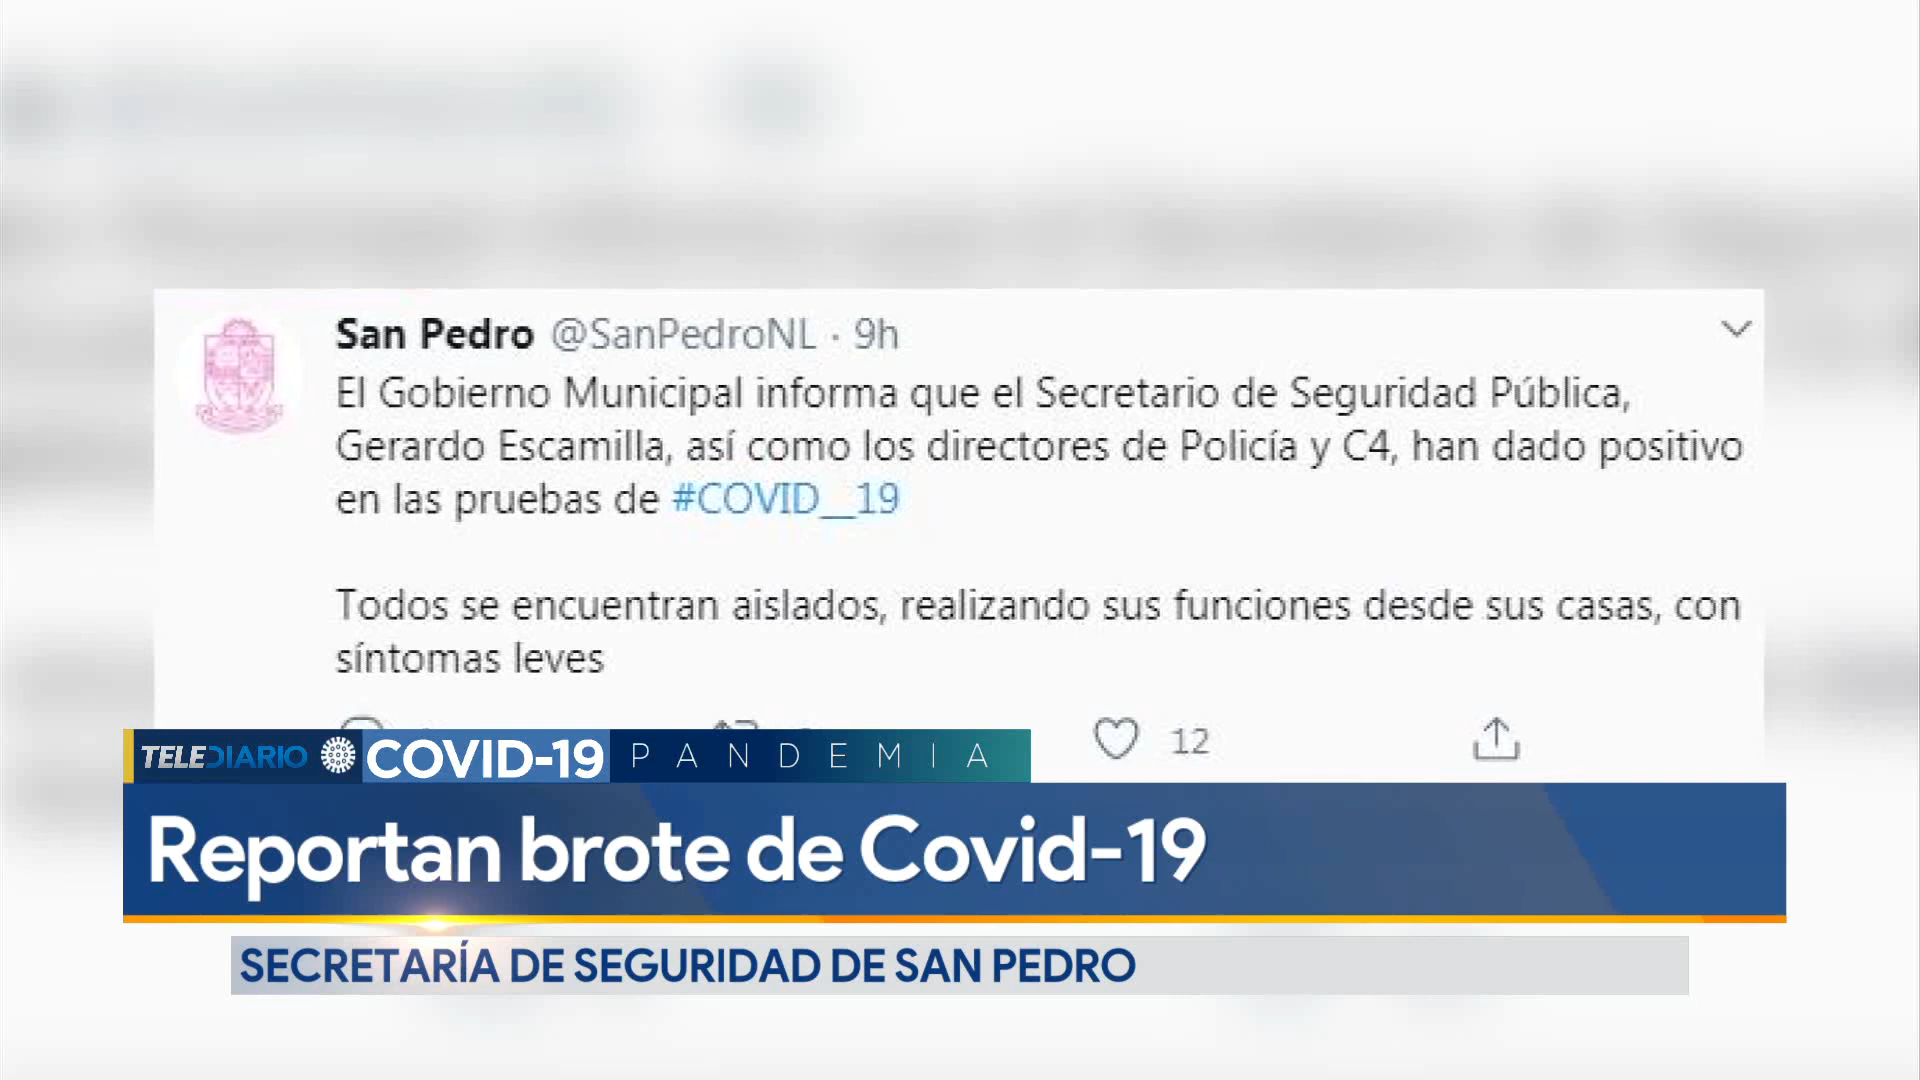 San Pedro @SanPedroNL · 9h
El Gobierno Municipal informa que el Secretario de Seguridad Pública,
Gerardo Escamilla, así como los directores de Policía y C4, han dado positivo
en las pruebas de #COVID__19
Todos se encuentran aislados, realizando sus funciones desde sus casas, con
síntomas leves
12
TELEDIARIO COVID-19 PANDEMIA
Reportan brote de Covid-19
SECRETARÍA DE SEGURIDAD DE SAN PEDRO